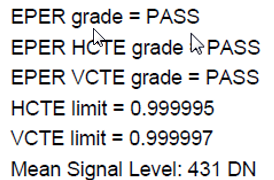 EPER grade = PASS
EPER HCTE grade PASS
EPER VCTE grade = PASS
HCTE limit = 0.999995
VCTE limit = 0.999997
Mean Signal Level: 431 DN